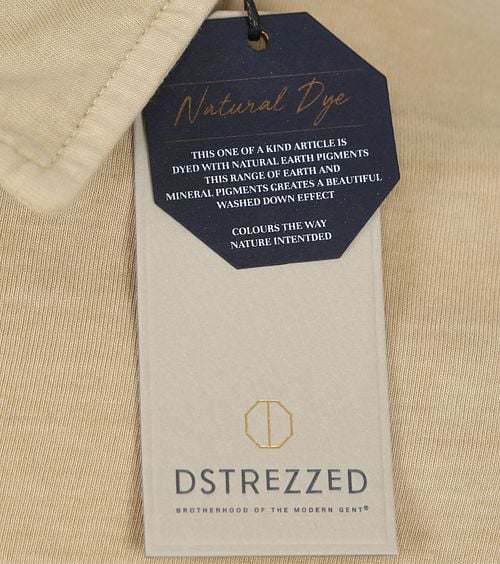 Natural Dye
THIS ONE OF A KIND ARTICLE IS
DYED WITH NATURAL EARTH PIGMENTS
THIS RANGE OF EARTH AND
MINERAL PIGMENTS GREATES A BEAUTIFUL
WASHED DOWN EFFECT
COLOURS THE WAY
NATURE INTENTDED
DSTREZZED
BROTHERHOOD OF THE MODERN GENT®